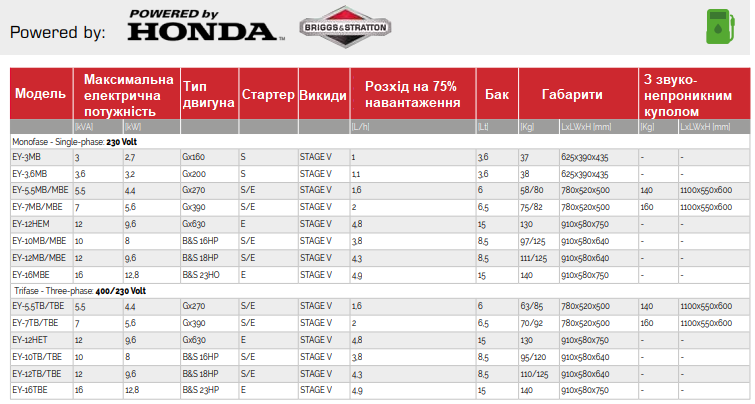 Powered by:
POWERED by
HONDA
BRIGGS&STRATTON
Модель Максимальна електрична потужність Тип двигуна Стартер Викиди Розхід на 75% навантаження Бак Габарити З звуко-непроникним куполом
[kVA] [kW] [L/h] [Lt] [Kg] LxLWxH [mm] [Kg] LxLWxH [mm]
Monofase - Single-phase: 230 Volt
EY-3MB 3 2,7 Gx160 S STAGE V 1 3,6 37 625x390x435 - -
EY-3,6MB 3,6 3,2 Gx200 S STAGE V 1,1 3,6 38 625x390x435 - -
EY-5,5MB/MBE 5,5 4,4 Gx270 S/E STAGE V 1,6 6 58/80 780x520x500 140 1100x550x600
EY-7MB/MBE 7 5,6 Gx390 S/E STAGE V 2 6,5 75/82 780x520x500 160 1100x550x600
EY-12HEM 12 9,6 Gx630 E STAGE V 4,8 15 130 910x580x750 - -
EY-10MB/MBE 10 8 B&S 16HP S/E STAGE V 3,8 8,5 97/125 910x580x640 - -
EY-12MB/MBE 12 9,6 B&S 18HP S/E STAGE V 4,3 8,5 111/125 910x580x640 - -
EY-16MBE 16 12,8 B&S 23HO E STAGE V 4,9 15 140 910x580x750 - -
Trifase - Three-phase: 400/230 Volt
EY-5,5TB/TBE 5,5 4,4 Gx270 S/E STAGE V 1,6 6 63/85 780x520x500 140 1100x550x600
EY-7TB/TBE 7 5,6 Gx390 S/E STAGE V 2 6,5 70/92 780x520x500 160 1100x550x600
EY-12HET 12 9,6 Gx630 E STAGE V 4,8 15 130 910x580x750 - -
EY-10TB/TBE 10 8 B&S 16HP S/E STAGE V 3,8 8,5 95/120 910x580x640 - -
EY-12TB/TBE 12 9,6 B&S 18HP S/E STAGE V 4,3 8,5 110/125 910x580x640 - -
EY-16TBE 16 12,8 B&S 23HP E STAGE V 4,9 15 140 910x580x750 - -